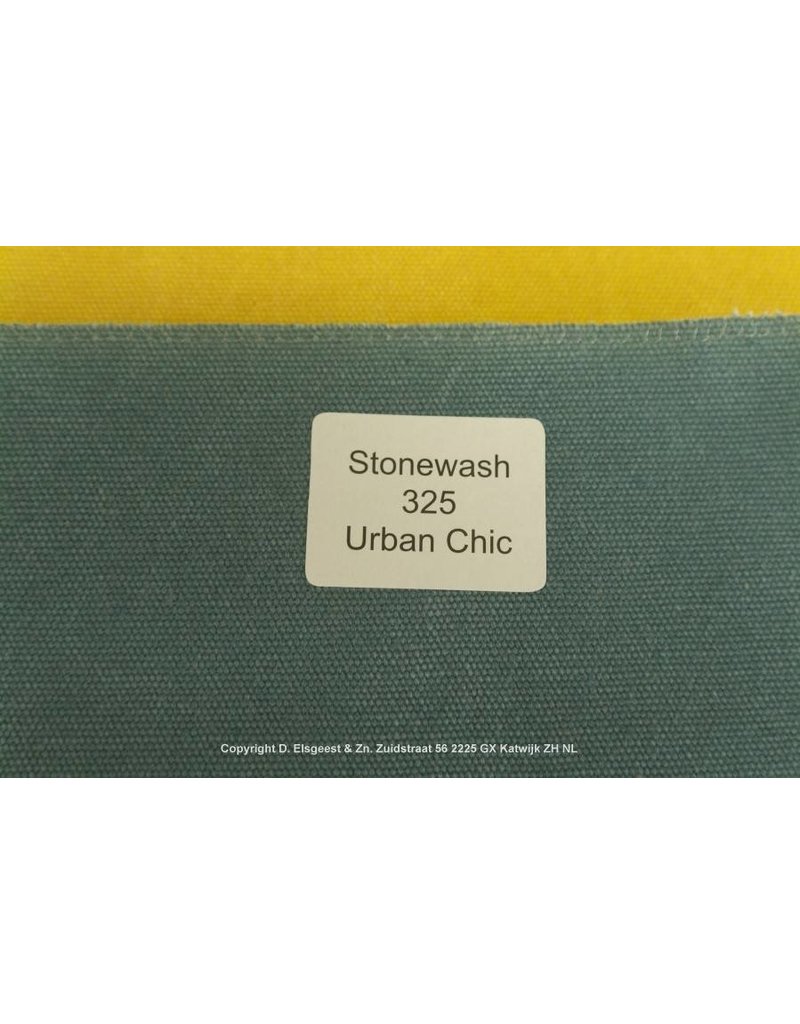 Stonewash
325
Urban Chic
Copyright D. Elsgeest & Zn. Zuidstraat 56 2225 GX Katwijk ZH NL